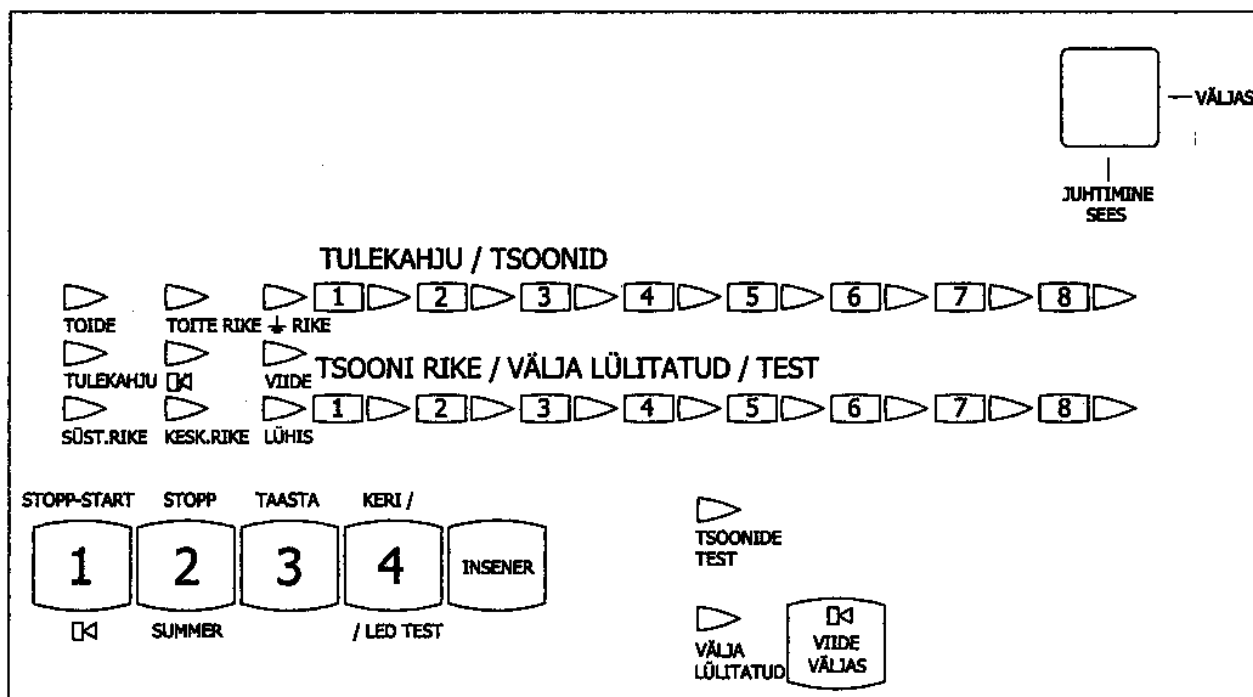 VÄLJAS
JUHTIMINE
SEES
TULEKAHJU / TSOONID
1 2 3 4 5 6 7 8
TOIDE TOITE RIKE RIKE
TSOONI RIKE / VÄLJA LÜLITATUD / TEST
TULEKAHJU VIIDE
1 2 3 4 5 6 7 8
SÜST.RIKE KESK.RIKE LÜHIS
STOPP-START STOPP TAASTA KERI /
1 2 3 4 INSENER
SUMMER / LED TEST
TSOONIDE
TEST
VÄLJA
LÜLITATUD
VIIDE
VÄLJAS